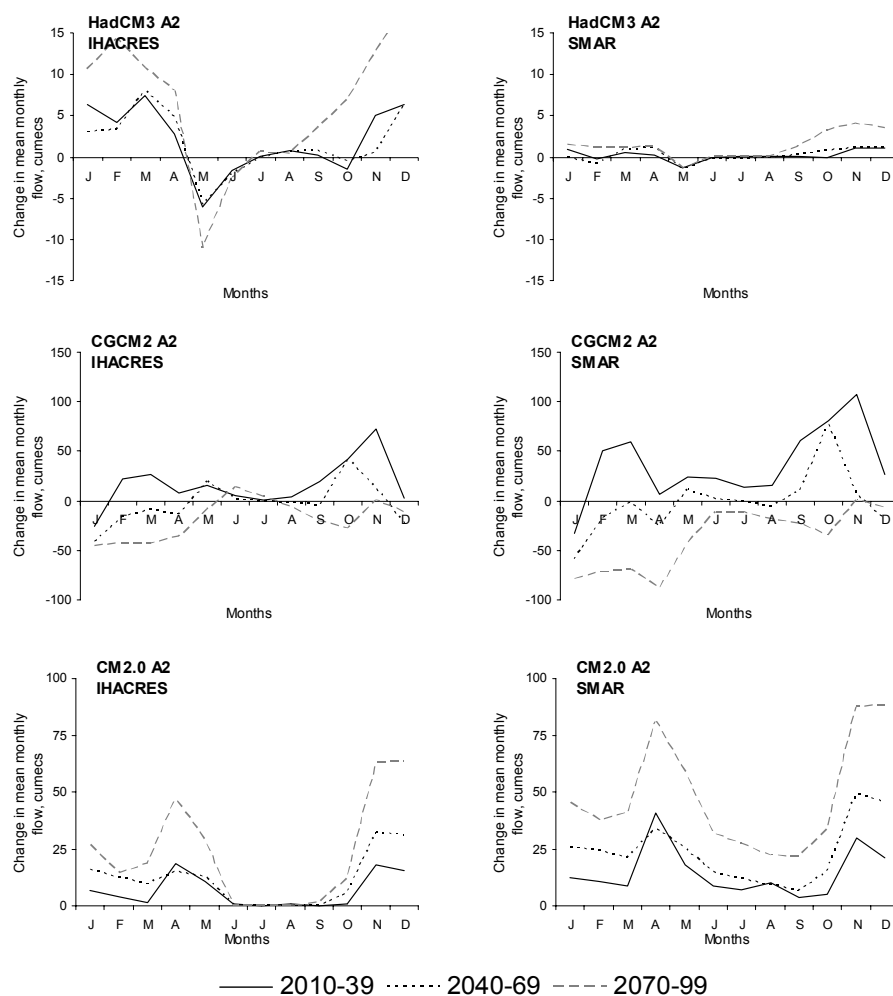 HadCM3 A2
IHACRES
15
10
5
0
-5
-10
-15
J F M A M J J A S O N D
Change in mean monthly
flow, cumecs
Months
HadCM3 A2
SMAR
15
10
5
0
-5
-10
-15
J F M A M J J A S O N D
Change in mean monthly
flow, cumecs
Months
CGCM2 A2
IHACRES
150
100
50
0
-50
-100
J F M A M J J A S O N D
Change in mean monthly
flow, cumecs
Months
CGCM2 A2
SMAR
150
100
50
0
-50
-100
J F M A M J J A S O N D
Change in mean monthly
flow, cumecs
Months
CM2.0 A2
IHACRES
100
75
50
25
0
J F M A M J J A S O N D
Change in mean monthly
flow, cumecs
Months
CM2.0 A2
SMAR
100
75
50
25
0
J F M A M J J A S O N D
Change in mean monthly
flow, cumecs
Months
2010-39 2040-69 2070-99